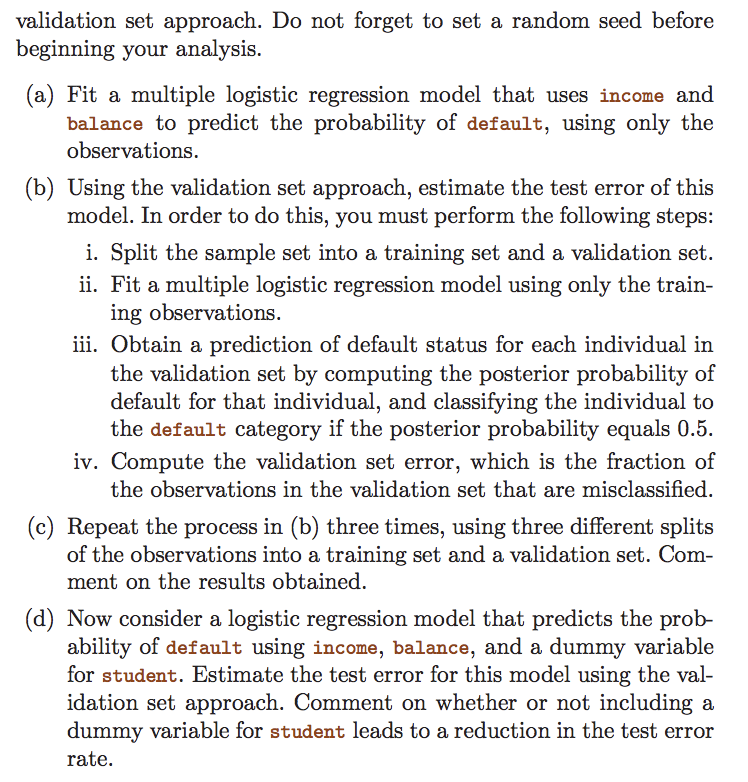 validation set approach. Do not forget to set a random seed before
beginning your analysis.
(a) Fit a multiple logistic regression model that uses income and
balance to predict the probability of default, using only the
observations.
(b) Using the validation set approach, estimate the test error of this
model. In order to do this, you must perform the following steps:
i. Split the sample set into a training set and a validation set.
ii. Fit a multiple logistic regression model using only the train-
ing observations.
iii. Obtain a prediction of default status for each individual in
the validation set by computing the posterior probability of
default for that individual, and classifying the individual to
the default category if the posterior probability equals 0.5.
iv. Compute the validation set error, which is the fraction of
the observations in the validation set that are misclassified.
(c) Repeat the process in (b) three times, using three different splits
of the observations into a training set and a validation set. Com-
ment on the results obtained.
(d) Now consider a logistic regression model that predicts the prob-
ability of default using income, balance, and a dummy variable
for student. Estimate the test error for this model using the val-
idation set approach. Comment on whether or not including a
dummy variable for student leads to a reduction in the test error
rate.